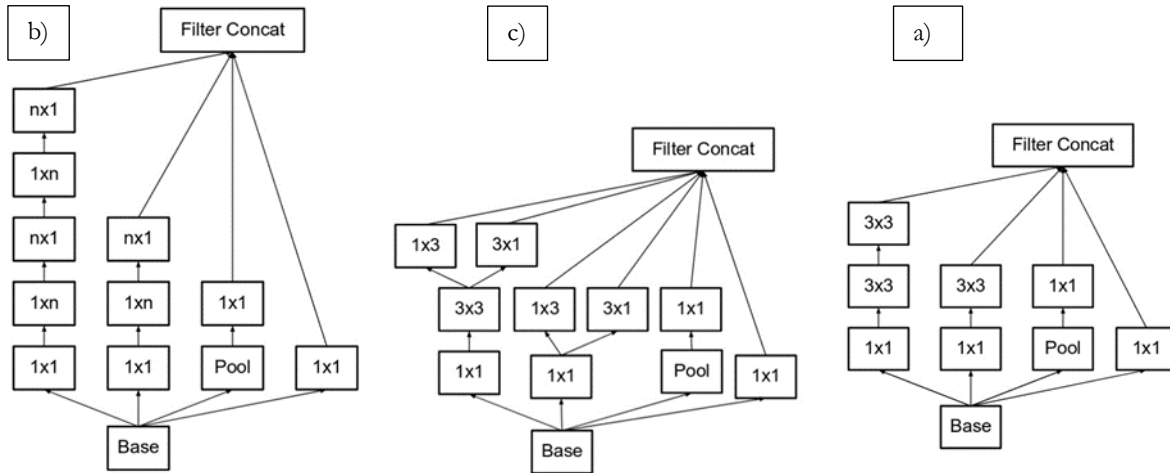 b)
Filter Concat
nx1
1xn
nx1
nx1
1xn
1xn
1x1
1x1
1x1
Pool
1x1
Base
c)
Filter Concat
1x3
3x1
3x3
1x3
3x1
1x1
1x1
1x1
Pool
1x1
Base
a)
Filter Concat
3x3
3x3
3x3
1x1
1x1
1x1
Pool
1x1
Base